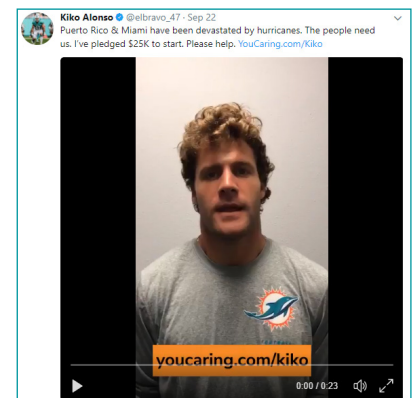 Kiko Alonso @elbravo_47 · Sep 22
Puerto Rico & Miami have been devastated by hurricanes. The people need
us. I've pledged $25K to start. Please help. YouCaring.com/Kiko
youcaring.com/kiko
0:00 / 0:23